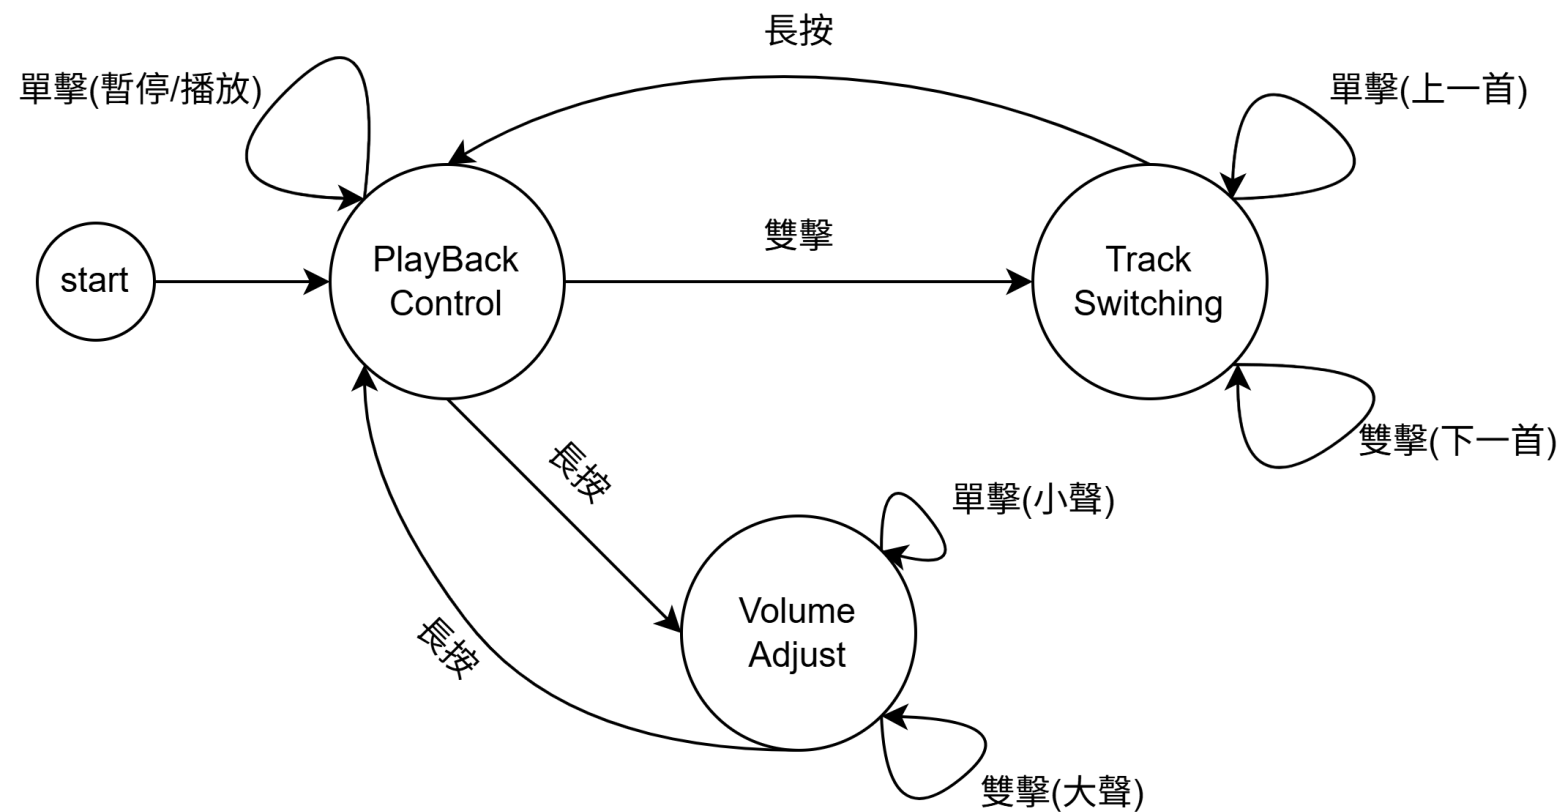 長按
單擊(暫停/播放)
單擊(上一首)
雙擊
start
PlayBack
Control
Track
Switching
長按
雙擊(下一首)
單擊(小聲)
Volume
Adjust
長按
雙擊(大聲)